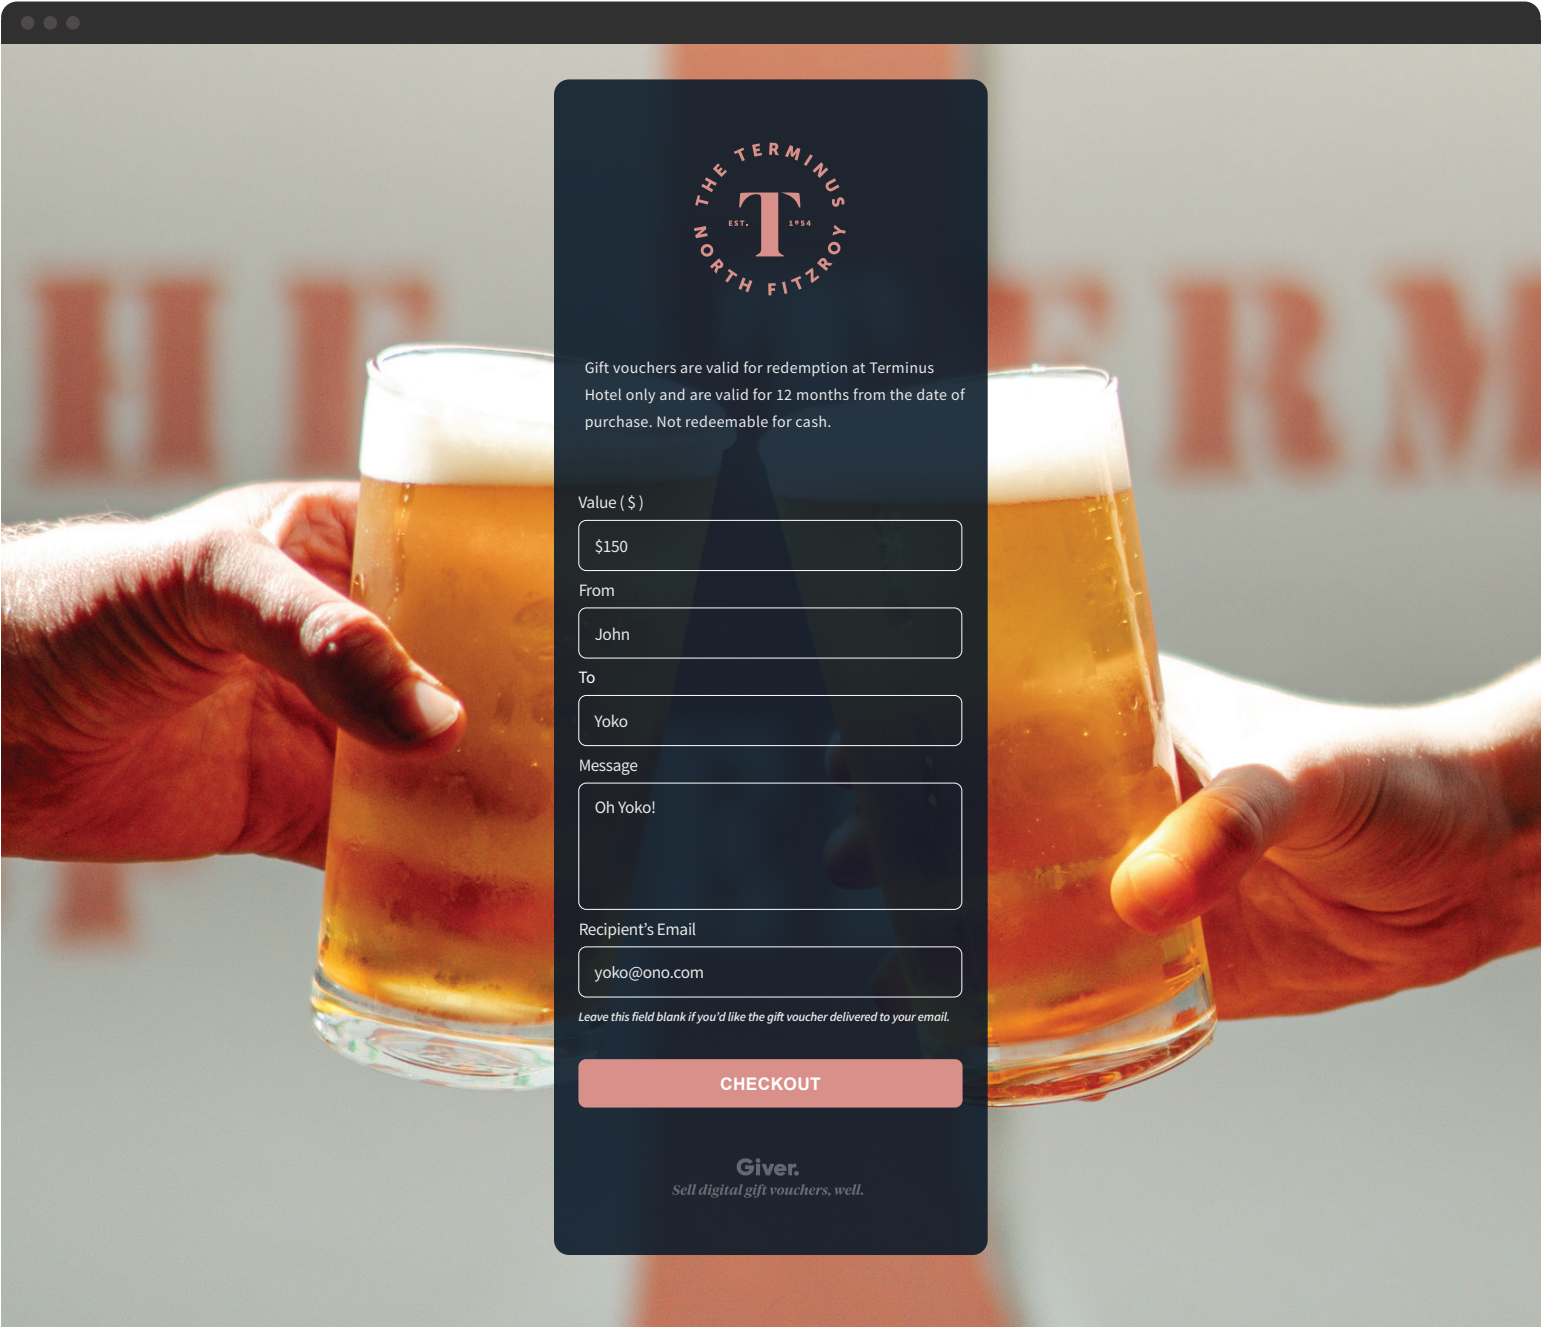 THE TERMINUS
EST. 1854
T
NORTH FITZROY
HE TERM
Gift vouchers are valid for redemption at Terminus
Hotel only and are valid for 12 months from the date of
purchase. Not redeemable for cash.
Value ( $ )
$150
From
John
To
Yoko
Message
Oh Yoko!
Recipient’s Email
yoko@ono.com
Leave this field blank if you’d like the gift voucher delivered to your email.
CHECKOUT
Giver.
Sell digital gift vouchers, well.